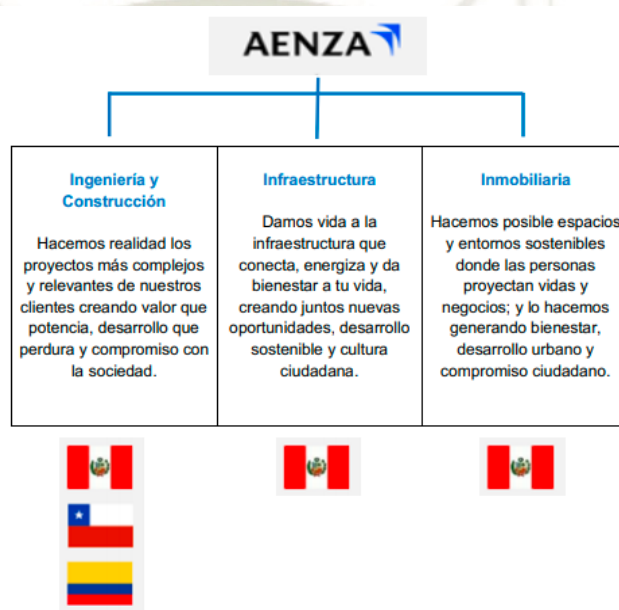 AENZA
Ingeniería y
Construcción
Hacemos realidad los
proyectos más complejos
y relevantes de nuestros
clientes creando valor que
potencia, desarrollo que
perdura y compromiso con
la sociedad.
Infraestructura
Damos vida a la
infraestructura que
conecta, energiza y da
bienestar a tu vida,
creando juntos nuevas
oportunidades, desarrollo
sostenible y cultura
ciudadana.
Inmobiliaria
Hacemos posible espacios
y entornos sostenibles
donde las personas
proyectan vidas y
negocios; y lo hacemos
generando bienestar,
desarrollo urbano y
compromiso ciudadano.